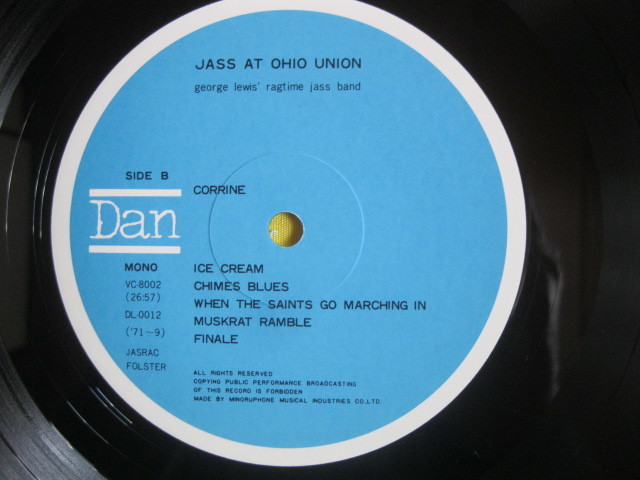 JASS AT OHIO UNION
george lewis' ragtime jass band
SIDE B
CORRINE
Dan
MONO
VC-8002
(26:57)
DL-0012
('71~9)
JASRAC
FOLSTER
ICE CREAM
CHIMES BLUES
WHEN THE SAINTS GO MARCHING IN
MUSKRAT RAMBLE
FINALE
ALL RIGHTS RESERVED
COPYING PUBLIC PERFORMANCE BROADCASTING
OF THIS RECORD IS FORBIDDEN
MADE BY MINORUPHONE MUSICAL INDUSTRIES CO.,LTD.